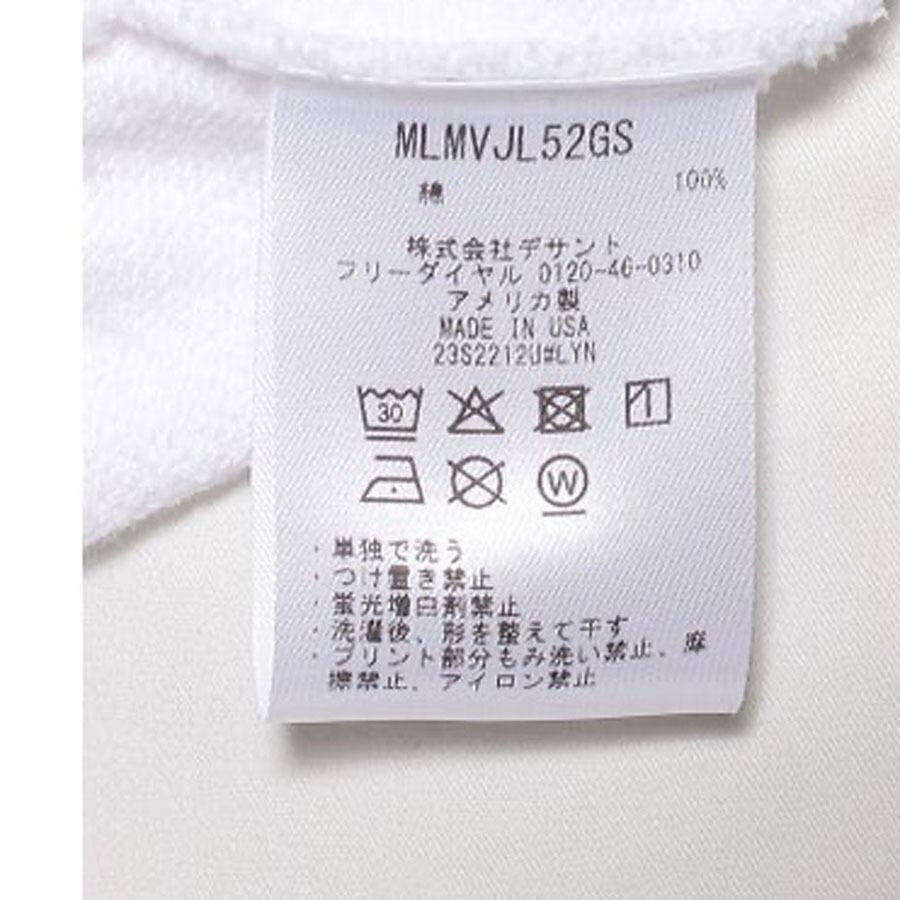 MLMVJL52GS
綿 100%
株式会社デサント
フリーダイヤル 0120-46-0310
アメリカ製
MADE IN USA
23S2212U#LYN
30
W
・単独で洗う
・つけ置き禁止
・蛍光増白剤禁止
・洗濯後、形を整えて干す
・プリント部分もみ洗い禁止、摩
擦禁止、アイロン禁止